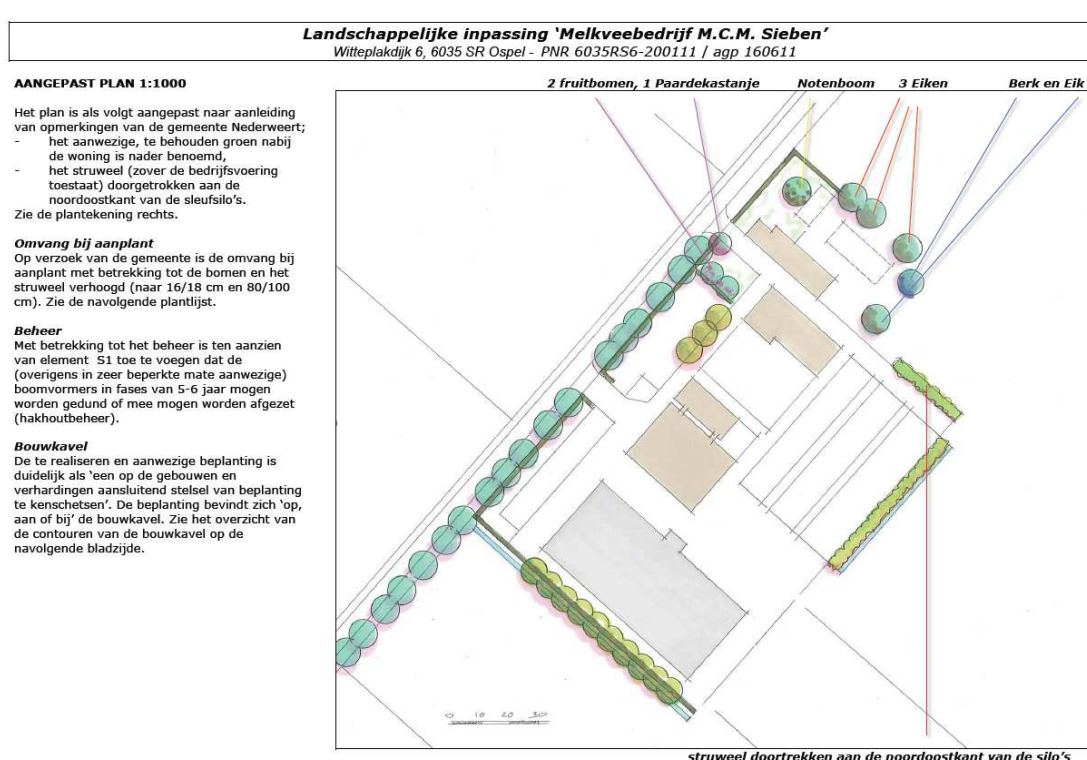 Landschappelijke inpassing ‘Melkveebedrijf M.C.M. Sieben’
Witteplakdijk 6, 6035 SR Ospel - PNR 6035RS6-200111 / agp 160611
AANGEPAST PLAN 1:1000
Het plan is als volgt aangepast naar aanleiding
van opmerkingen van de gemeente Nederweert;
- het aanwezige, te behouden groen nabij
de woning is nader benoemd,
- het struweel (zover de bedrijfsvoering
toestaat) doorgetrokken aan de
noordoostkant van de sleufsilo’s.
Zie de plantekening rechts.
Omvang bij aanplant
Op verzoek van de gemeente is de omvang bij
aanplant met betrekking tot de bomen en het
struweel verhoogd (naar 16/18 cm en 80/100
cm). Zie de navolgende plantlijst.
Beheer
Met betrekking tot het beheer is ten aanzien
van element S1 toe te voegen dat de
(overigens in zeer beperkte mate aanwezige)
boomvormers in fases van 5-6 jaar mogen
worden gedund of mee mogen worden afgezet
(hakhoutbeheer).
Bouwkavel
De te realiseren en aanwezige beplanting is
duidelijk als ‘een op de gebouwen en
verhardingen aansluitend stelsel van beplanting
te kenschetsen’. De beplanting bevindt zich ‘op,
aan of bij’ de bouwkavel. Zie het overzicht van
de contouren van de bouwkavel op de
navolgende bladzijde.
2 fruitbomen, 1 Paardekastanje Notenboom 3 Eiken Berk en Eik
0 10 20 30
struweel doortrekken aan de noordoostkant van de silo’s